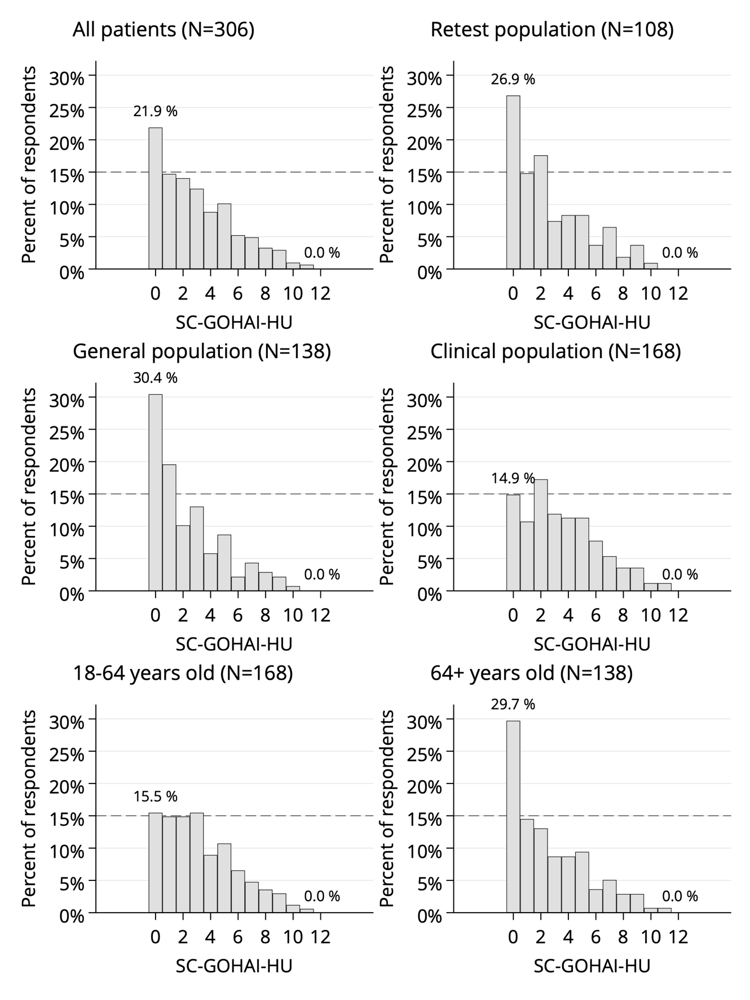 All patients (N=306)
Percent of respondents
30%
25%
20%
15%
10%
5%
0%
21.9 %
0.0 %
0 2 4 6 8 10 12
SC-GOHAI-HU
Retest population (N=108)
Percent of respondents
30%
25%
20%
15%
10%
5%
0%
26.9 %
0.0 %
0 2 4 6 8 10 12
SC-GOHAI-HU
General population (N=138)
Percent of respondents
30%
25%
20%
15%
10%
5%
0%
30.4 %
0.0 %
0 2 4 6 8 10 12
SC-GOHAI-HU
Clinical population (N=168)
Percent of respondents
30%
25%
20%
15%
10%
5%
0%
14.9 %
0.0 %
0 2 4 6 8 10 12
SC-GOHAI-HU
18-64 years old (N=168)
Percent of respondents
30%
25%
20%
15%
10%
5%
0%
15.5 %
0.0 %
0 2 4 6 8 10 12
SC-GOHAI-HU
64+ years old (N=138)
Percent of respondents
30%
25%
20%
15%
10%
5%
0%
29.7 %
0.0 %
0 2 4 6 8 10 12
SC-GOHAI-HU